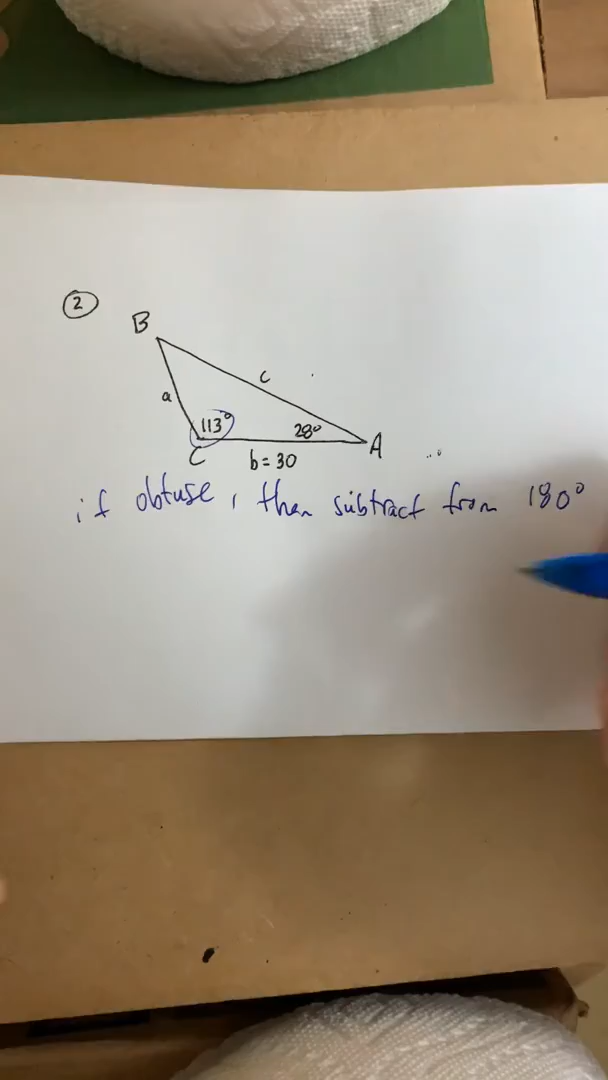 2
B
a
c
113°
28°
C
A
b = 30
if obtuse, then subtract from 180°